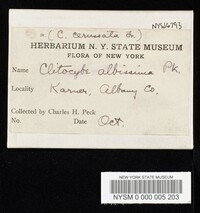 NYSf4793
= (C. cerussata Fr.)
HERBARIUM N. Y. STATE MUSEUM
FLORA OF NEW YORK
Name Clitocybe albissima Pk.
Locality Karner, Albany Co.
Collected by Charles H. Peck
No. Date Oct.
NEW YORK STATE MUSEUM
NYSM 0 000 005 203